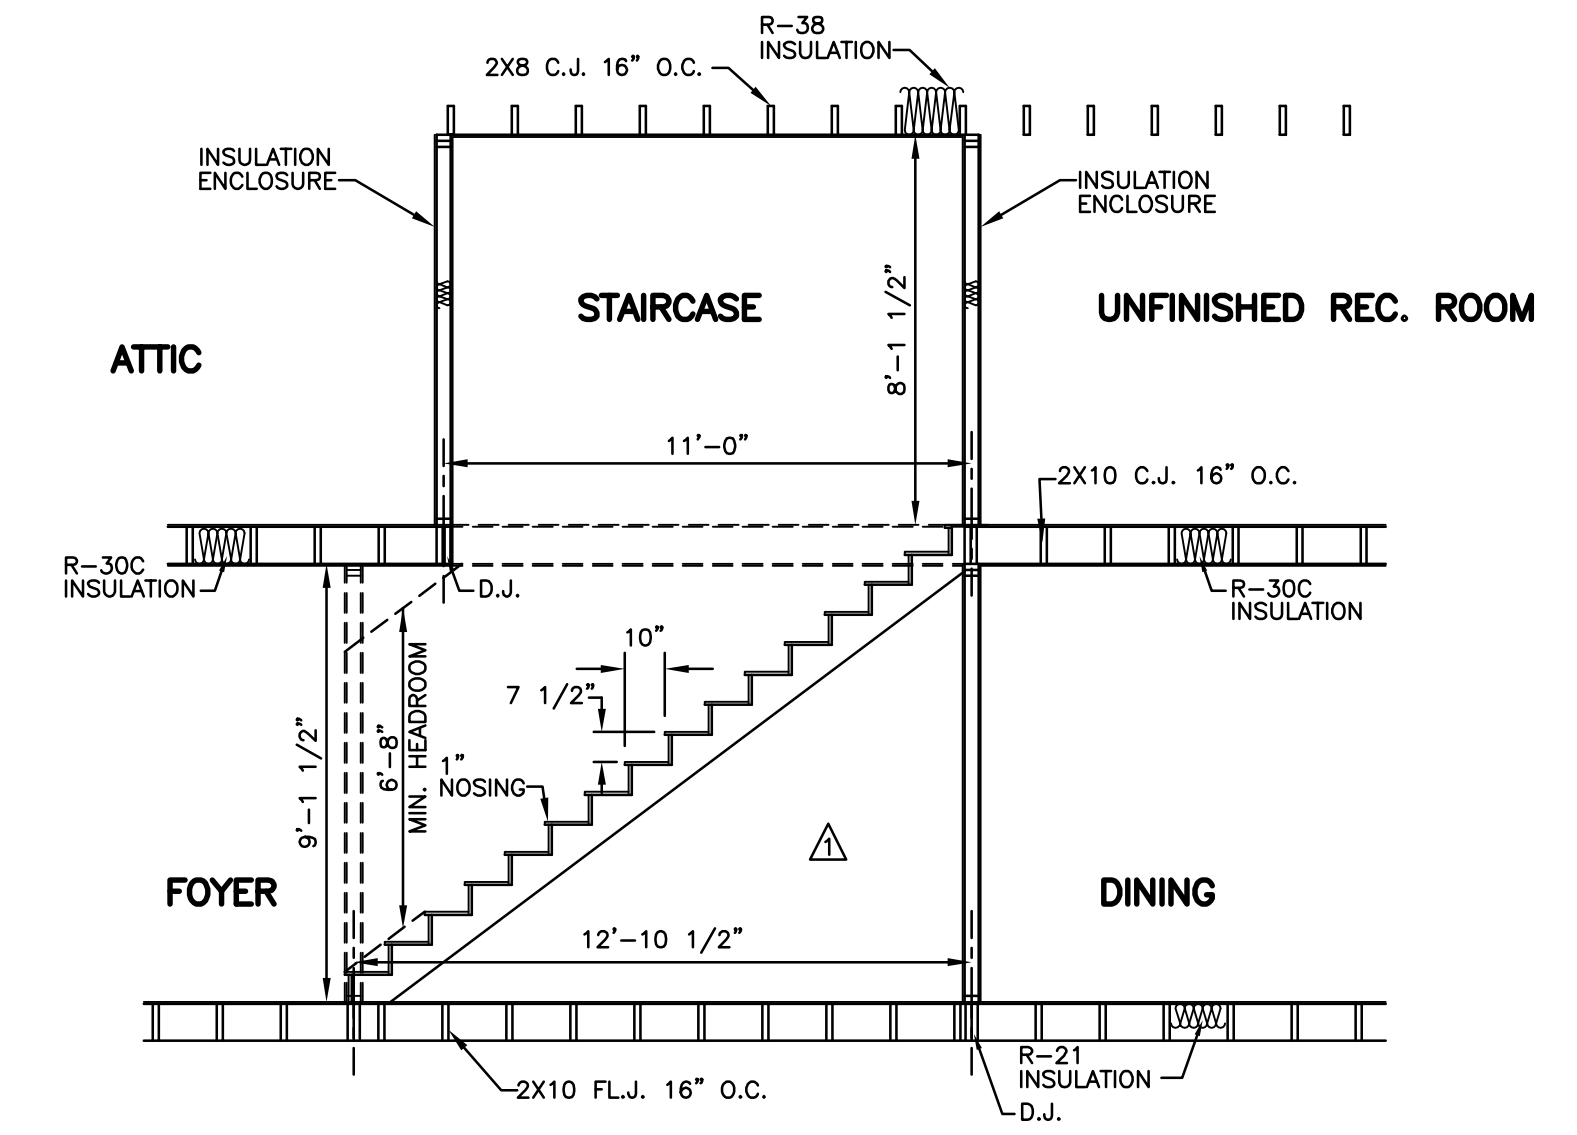 R-38
INSULATION
2X8 C.J. 16" O.C.
INSULATION
ENCLOSURE
INSULATION
ENCLOSURE
8'-1 1/2"
STAIRCASE
UNFINISHED REC. ROOM
ATTIC
11'-0"
2X10 C.J. 16" O.C.
R-30C
INSULATION
D.J.
R-30C
INSULATION
10"
7 1/2"
9'-1 1/2"
6'-8"
MIN. HEADROOM
1"
NOSING
1
FOYER
DINING
12'-10 1/2"
R-21
INSULATION
2X10 FL.J. 16" O.C.
D.J.